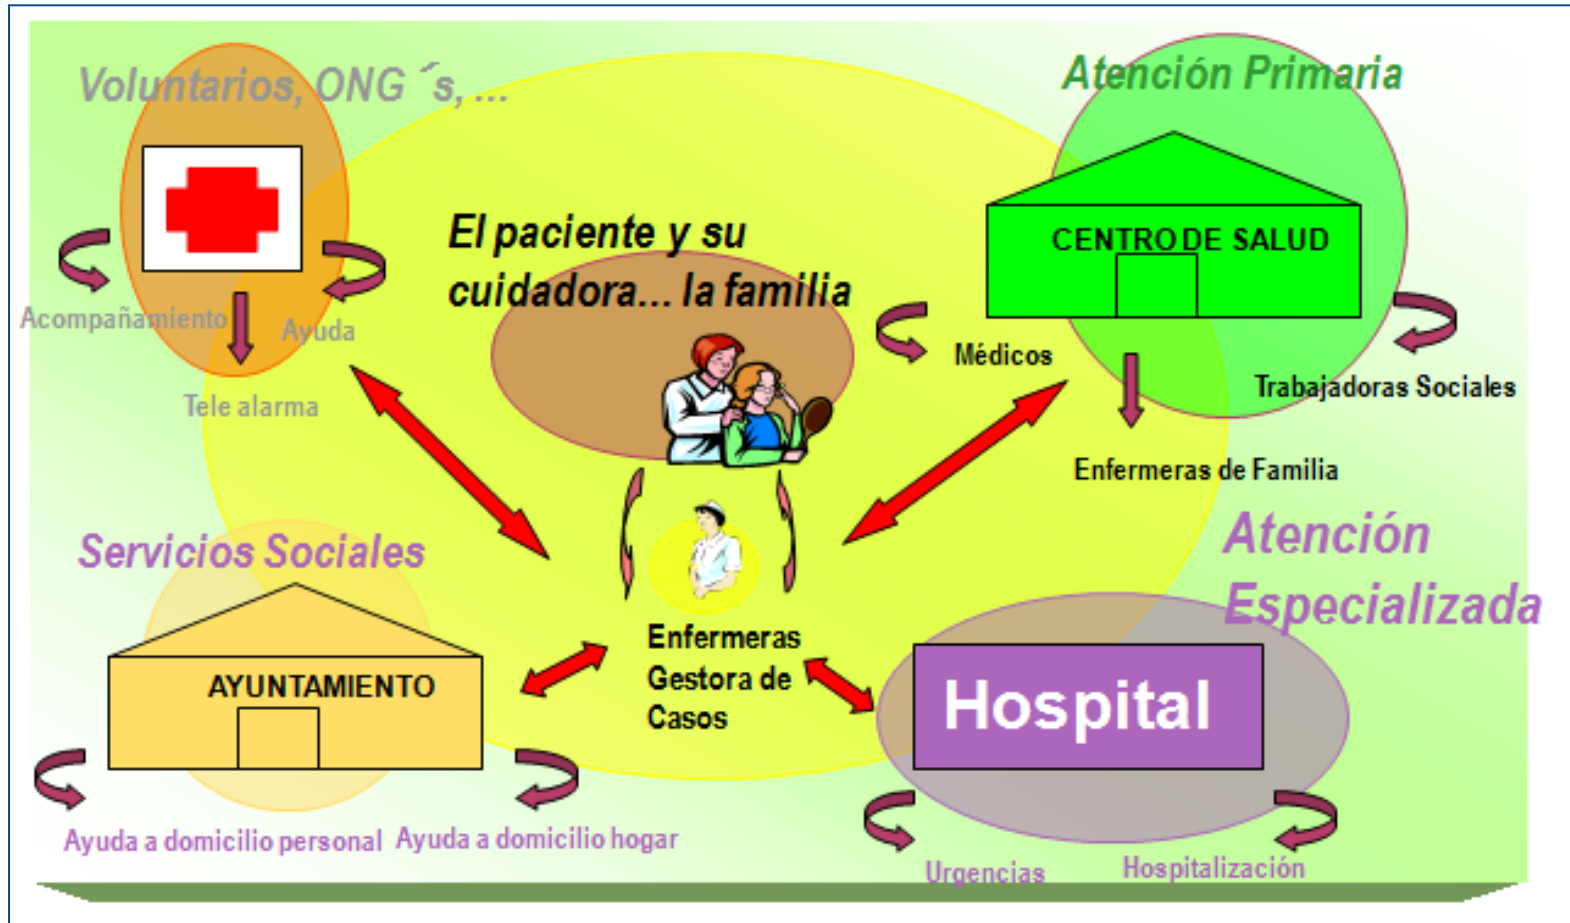 Voluntarios, ONG ´s, ...
Acompañamiento
Ayuda
Tele alarma
El paciente y su
cuidadora... la familia
Atención Primaria
CENTRO DE SALUD
Médicos
Trabajadoras Sociales
Enfermeras de Familia
Servicios Sociales
AYUNTAMIENTO
Ayuda a domicilio personal
Ayuda a domicilio hogar
Enfermeras
Gestora de
Casos
Atención
Especializada
Hospital
Urgencias
Hospitalización